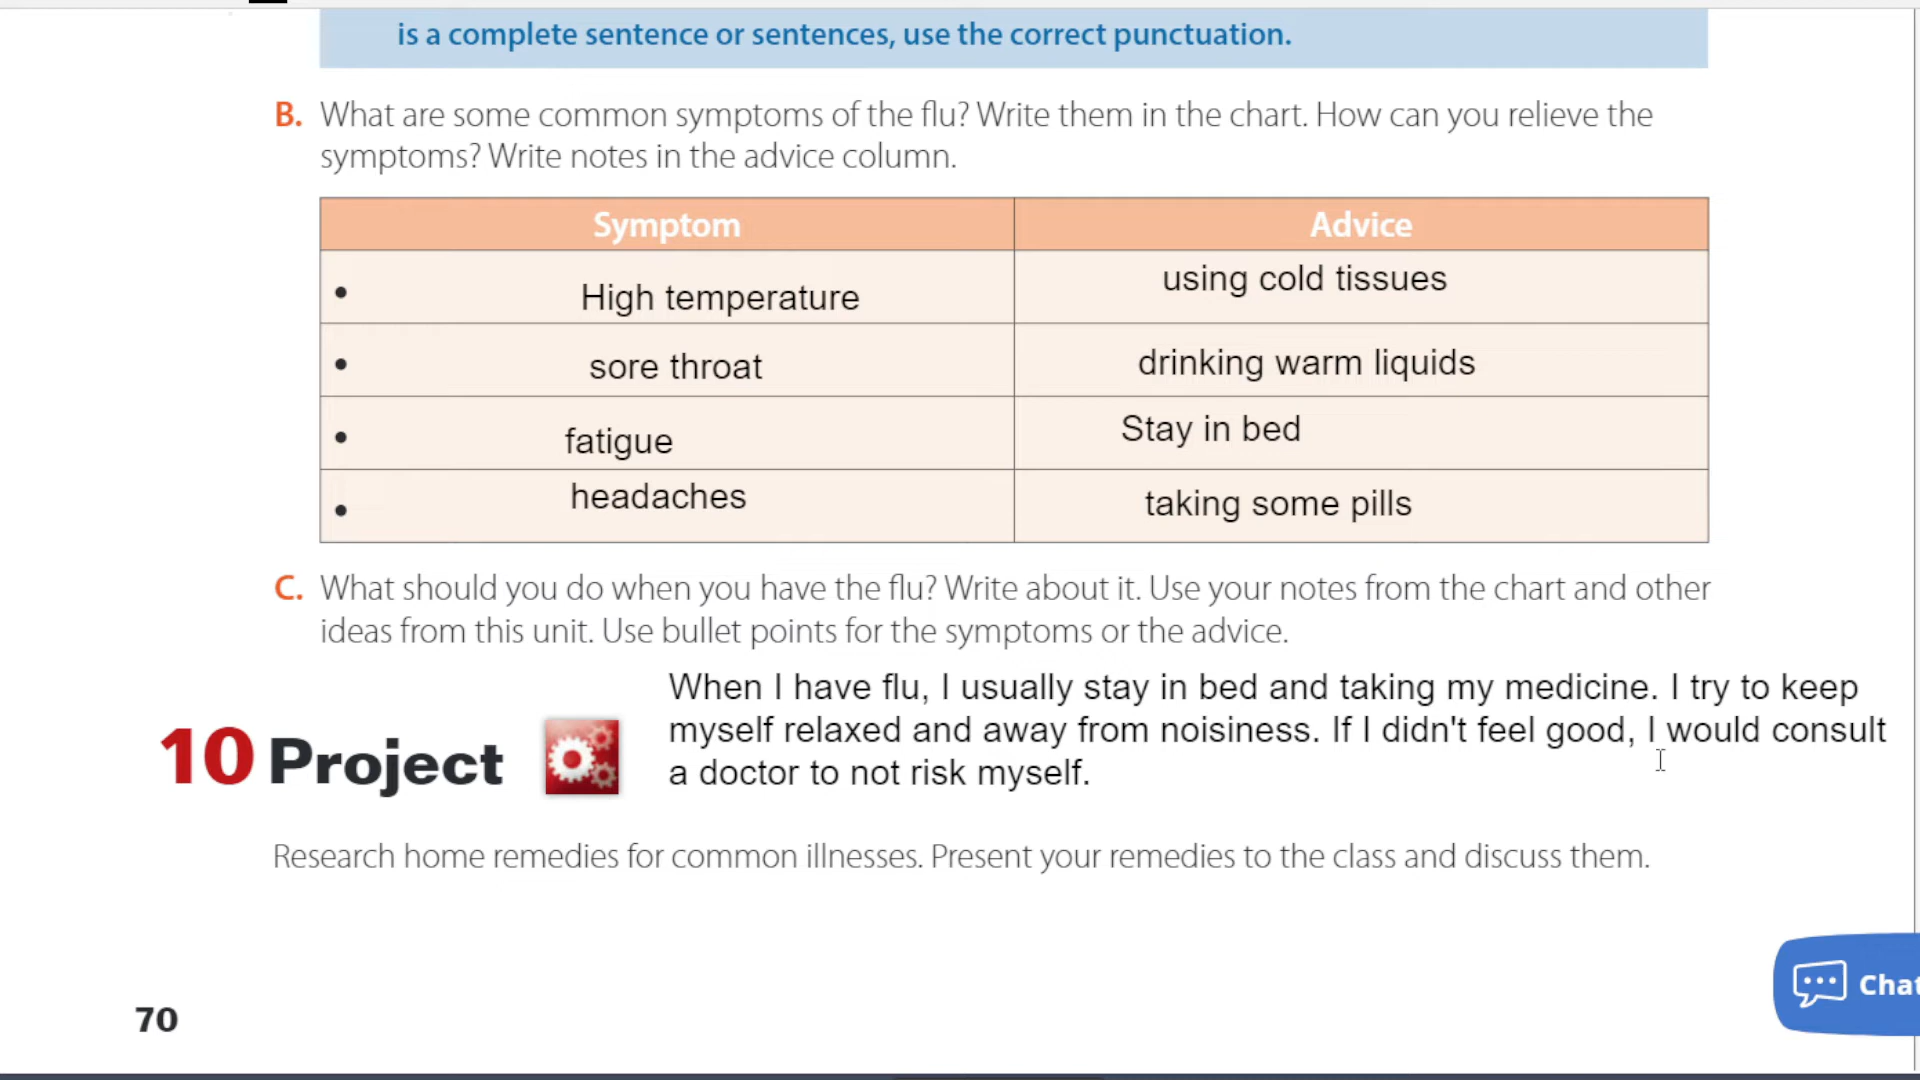 is a complete sentence or sentences, use the correct punctuation.
B. What are some common symptoms of the flu? Write them in the chart. How can you relieve the
symptoms? Write notes in the advice column.
Symptom Advice
• High temperature using cold tissues
• sore throat drinking warm liquids
• fatigue Stay in bed
• headaches taking some pills
C. What should you do when you have the flu? Write about it. Use your notes from the chart and other
ideas from this unit. Use bullet points for the symptoms or the advice.
When I have flu, I usually stay in bed and taking my medicine. I try to keep
myself relaxed and away from noisiness. If I didn't feel good, I would consult
a doctor to not risk myself.
10 Project
Research home remedies for common illnesses. Present your remedies to the class and discuss them.
Chat
70